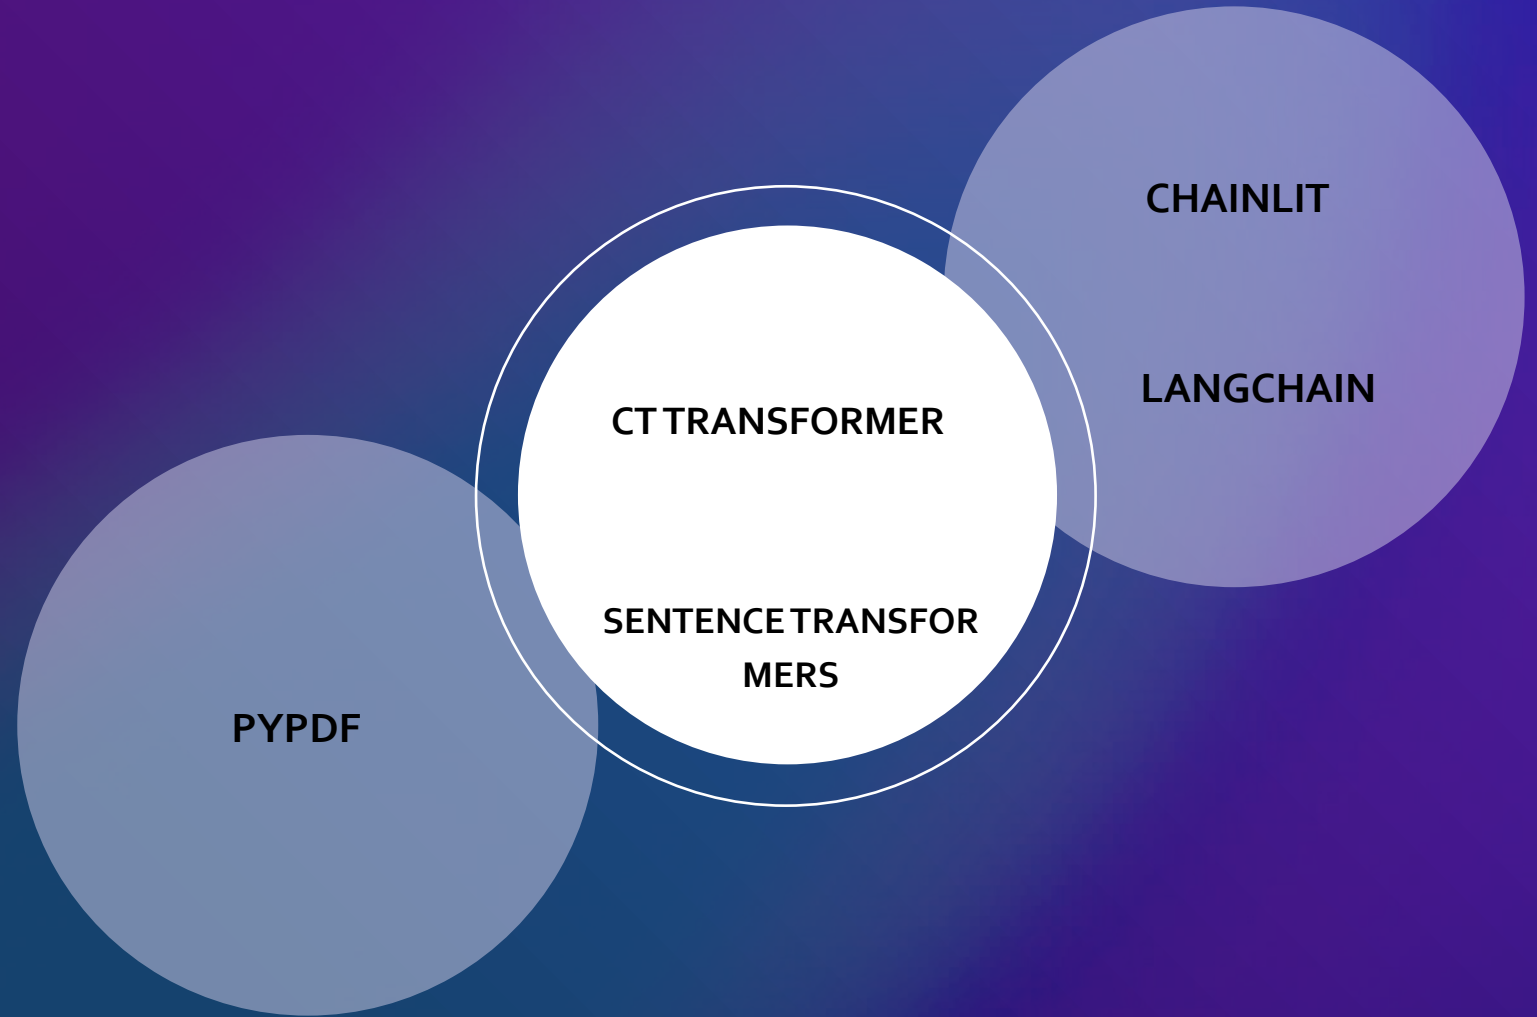 CHAINLIT
LANGCHAIN
CT TRANSFORMER
SENTENCE TRANSFOR
MERS
PYPDF